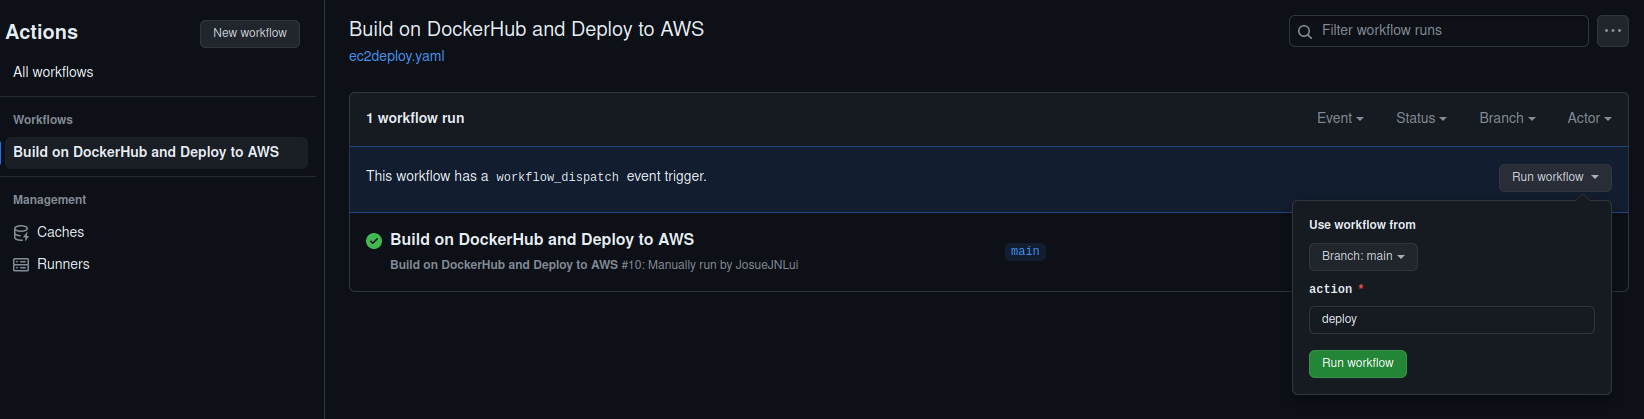 Actions
New workflow
All workflows
Workflows
Build on DockerHub and Deploy to AWS
Management
Caches
Runners
Build on DockerHub and Deploy to AWS
ec2deploy.yaml
Filter workflow runs
1 workflow run
Event Status Branch Actor
This workflow has a workflow_dispatch event trigger.
Run workflow
Build on DockerHub and Deploy to AWS
Build on DockerHub and Deploy to AWS #10: Manually run by JosueJNLui
main
Use workflow from
Branch: main
action *
deploy
Run workflow